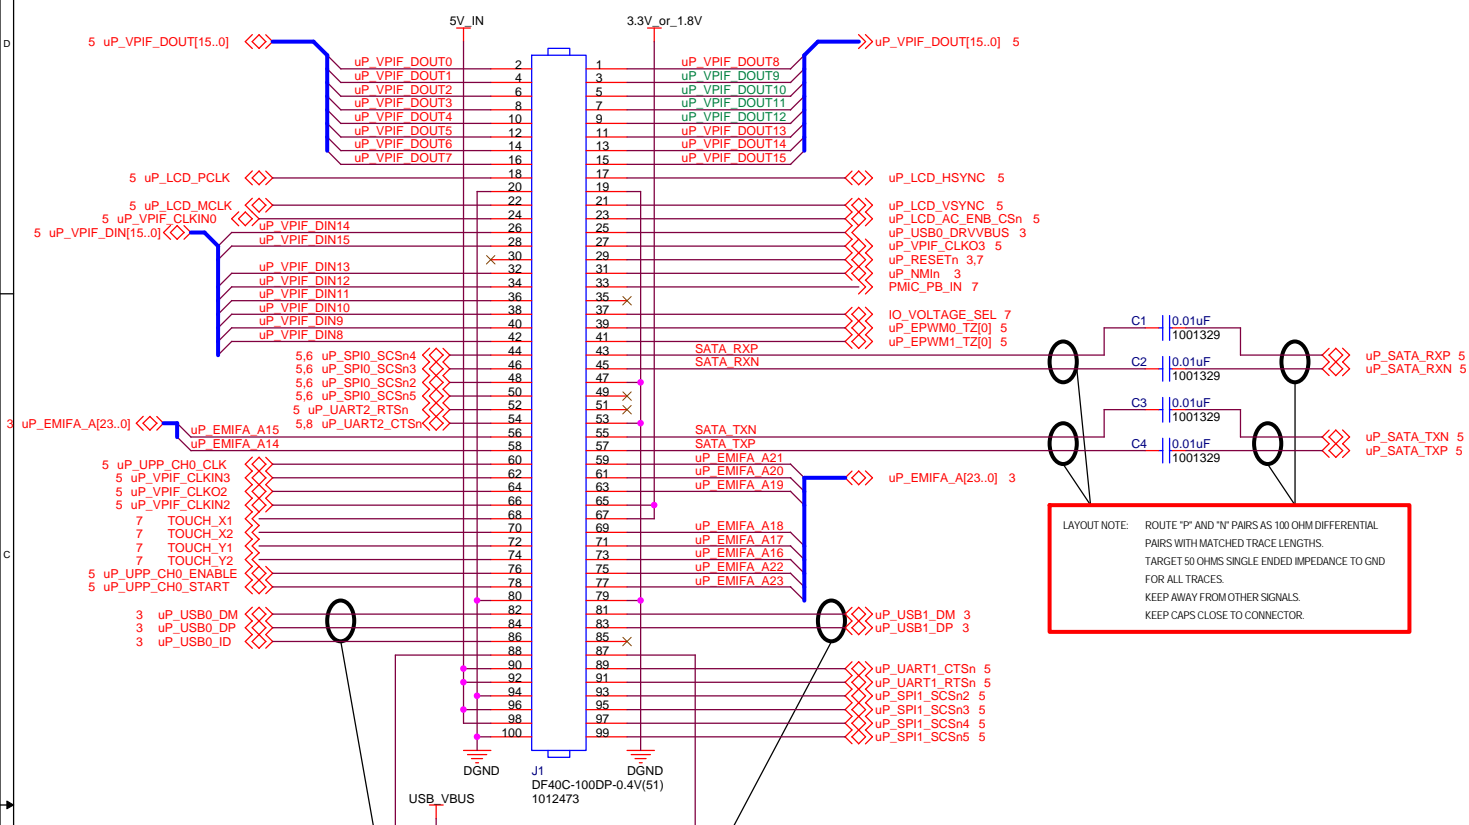 5V_IN
3.3V_or_1.8V
D
5 uP_VPIF_DOUT[15..0]
uP_VPIF_DOUT[15..0] 5
uP_VPIF_DOUT0 2 1 uP_VPIF_DOUT8
uP_VPIF_DOUT1 4 3 uP_VPIF_DOUT9
uP_VPIF_DOUT2 6 5 uP_VPIF_DOUT10
uP_VPIF_DOUT3 8 7 uP_VPIF_DOUT11
uP_VPIF_DOUT4 10 9 uP_VPIF_DOUT12
uP_VPIF_DOUT5 12 11 uP_VPIF_DOUT13
uP_VPIF_DOUT6 14 13 uP_VPIF_DOUT14
uP_VPIF_DOUT7 16 15 uP_VPIF_DOUT15
5 uP_LCD_PCLK 18 17 uP_LCD_HSYNC 5
20 19
5 uP_LCD_MCLK 22 21 uP_LCD_VSYNC 5
5 uP_VPIF_CLKIN0 24 23 uP_LCD_AC_ENB_CSn 5
5 uP_VPIF_DIN[15..0]
uP_VPIF_DIN14 26 25 uP_USB0_DRVVBUS 3
uP_VPIF_DIN15 28 27 uP_VPIF_CLKO3 5
30 29 uP_RESETn 3,7
uP_VPIF_DIN13 32 31 uP_NMIn 3
uP_VPIF_DIN12 34 33 PMIC_PB_IN 7
uP_VPIF_DIN11 36 35
uP_VPIF_DIN10 38 37 IO_VOLTAGE_SEL 7
uP_VPIF_DIN9 40 39 uP_EPWM0_TZ[0] 5
uP_VPIF_DIN8 42 41 uP_EPWM1_TZ[0] 5
5,6 uP_SPI0_SCSn4 44 43 SATA_RXP
5,6 uP_SPI0_SCSn3 46 45 SATA_RXN
5,6 uP_SPI0_SCSn2 48 47
5,6 uP_SPI0_SCSn5 50 49
5 uP_UART2_RTSn 52 51
5,8 uP_UART2_CTSn 54 53
3 uP_EMIFA_A[23..0]
uP_EMIFA_A15 56 55 SATA_TXN
uP_EMIFA_A14 58 57 SATA_TXP
C1 0.01uF
1001329
uP_SATA_RXP 5
C2 0.01uF
1001329
uP_SATA_RXN 5
C3 0.01uF
1001329
uP_SATA_TXN 5
C4 0.01uF
1001329
uP_SATA_TXP 5
5 uP_UPP_CH0_CLK 60 59 uP_EMIFA_A21
5 uP_VPIF_CLKIN3 62 61 uP_EMIFA_A20
uP_EMIFA_A[23..0] 3
5 uP_VPIF_CLKO2 64 63 uP_EMIFA_A19
5 uP_VPIF_CLKIN2 66 65
7 TOUCH_X1 68 67
7 TOUCH_X2 70 69 uP_EMIFA_A18
7 TOUCH_Y1 72 71 uP_EMIFA_A17
7 TOUCH_Y2 74 73 uP_EMIFA_A16
C
5 uP_UPP_CH0_ENABLE 76 75 uP_EMIFA_A22
5 uP_UPP_CH0_START 78 77 uP_EMIFA_A23
80 79
3 uP_USB0_DM 82 81 uP_USB1_DM 3
3 uP_USB0_DP 84 83 uP_USB1_DP 3
3 uP_USB0_ID 86 85
88 87
90 89 uP_UART1_CTSn 5
92 91 uP_UART1_RTSn 5
94 93 uP_SPI1_SCSn2 5
96 95 uP_SPI1_SCSn3 5
98 97 uP_SPI1_SCSn4 5
100 99 uP_SPI1_SCSn5 5
LAYOUT NOTE: ROUTE "P" AND "N" PAIRS AS 100 OHM DIFFERENTIAL
PAIRS WITH MATCHED TRACE LENGTHS.
TARGET 50 OHMS SINGLE ENDED IMPEDANCE TO GND
FOR ALL TRACES.
KEEP AWAY FROM OTHER SIGNALS.
KEEP CAPS CLOSE TO CONNECTOR.
DGND
J1
DGND
DF40C-100DP-0.4V(51)
1012473
USB_VBUS